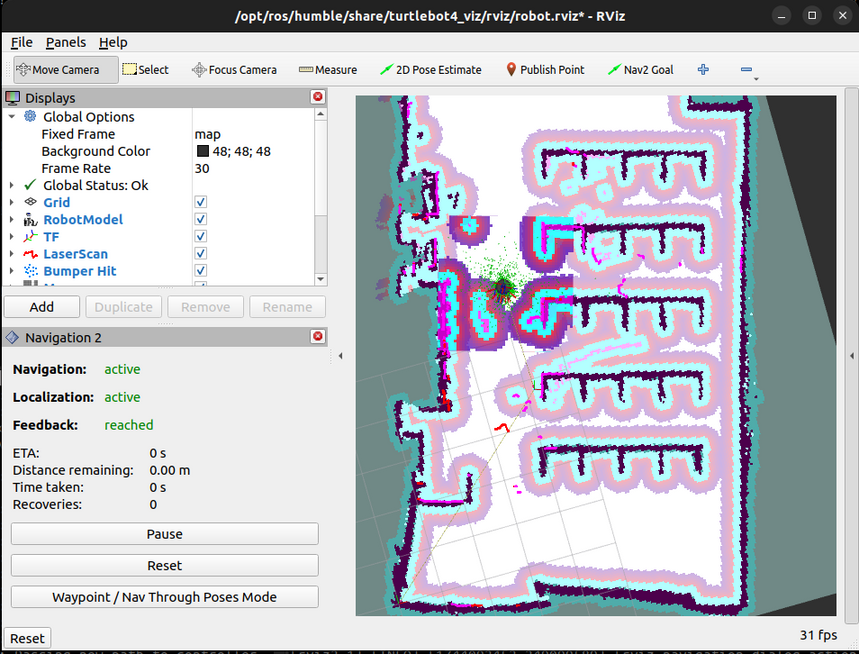 /opt/ros/humble/share/turtlebot4_viz/rviz/robot.rviz* - RViz
File Panels Help
Move Camera Select Focus Camera Measure 2D Pose Estimate Publish Point Nav2 Goal
Displays
Global Options
Fixed Frame map
Background Color 48; 48; 48
Frame Rate 30
Global Status: Ok
Grid
RobotModel
TF
LaserScan
Bumper Hit
Add Duplicate Remove Rename
Navigation 2
Navigation: active
Localization: active
Feedback: reached
ETA: 0 s
Distance remaining: 0.00 m
Time taken: 0 s
Recoveries: 0
Pause
Reset
Waypoint / Nav Through Poses Mode
Reset
31 fps